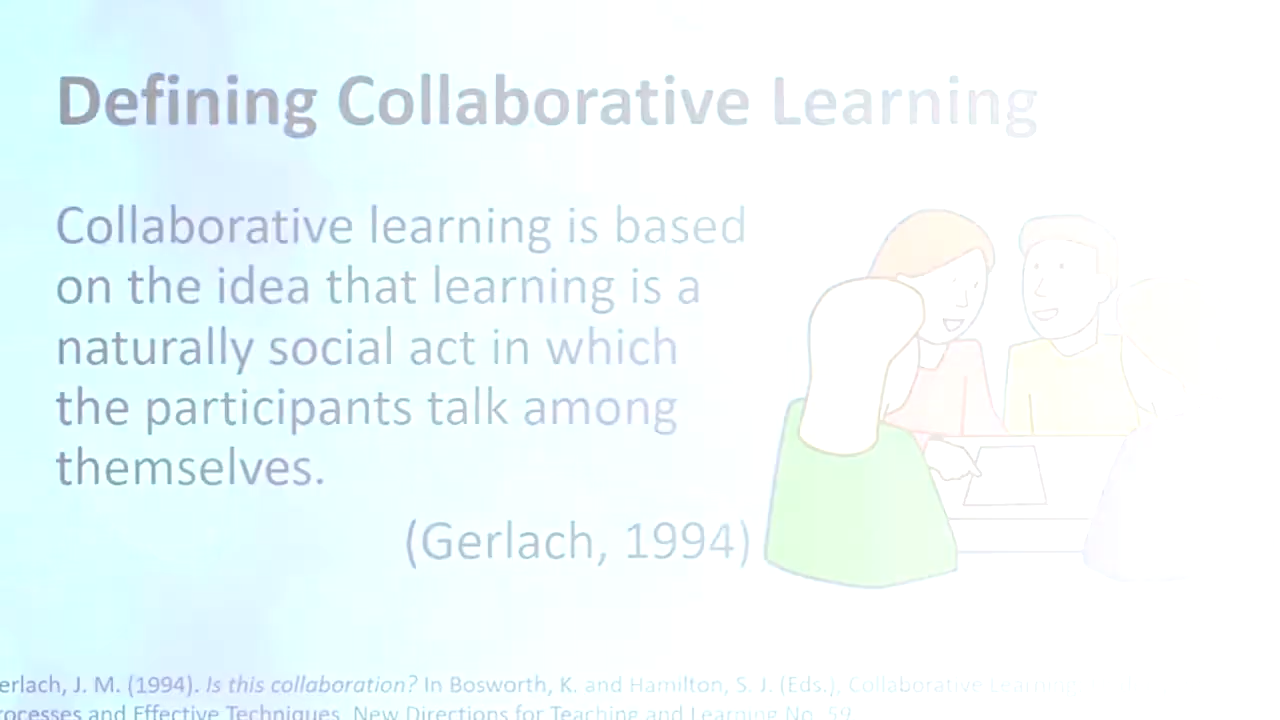 Defining Collaborative Learning
Collaborative learning is based
on the idea that learning is a
naturally social act in which
the participants talk among
themselves.
(Gerlach, 1994)
erlach, J. M. (1994). Is this collaboration? In Bosworth, K. and Hamilton, S. J. (Eds.), Collaborative Learning
rocesses and Effective Techniques, New Directions for Teaching and Learning No. 59